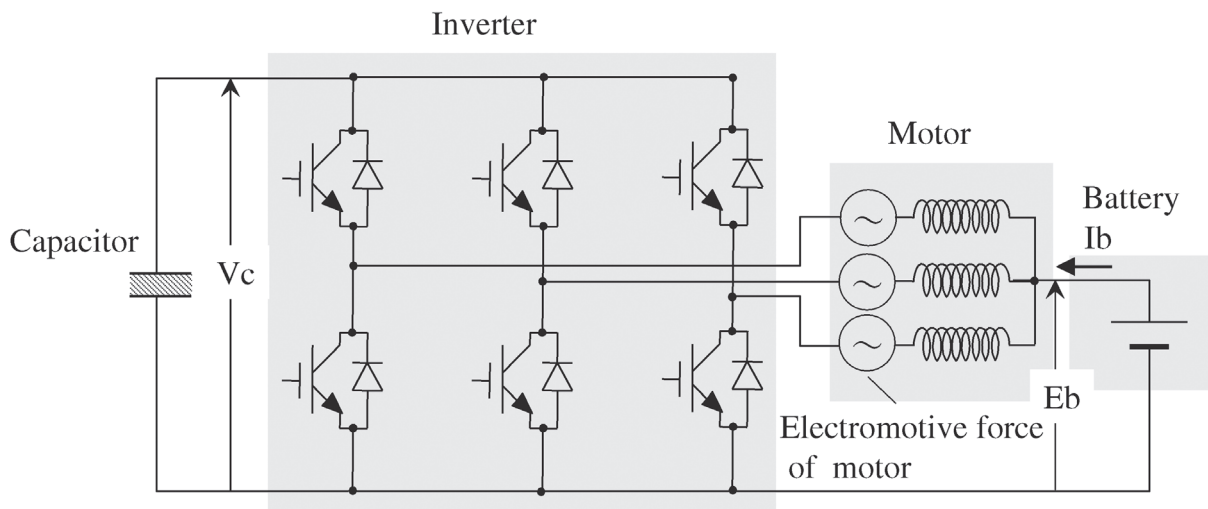 Inverter
Motor
Battery
Ib
Capacitor
Vc
Eb
Electromotive force
of motor